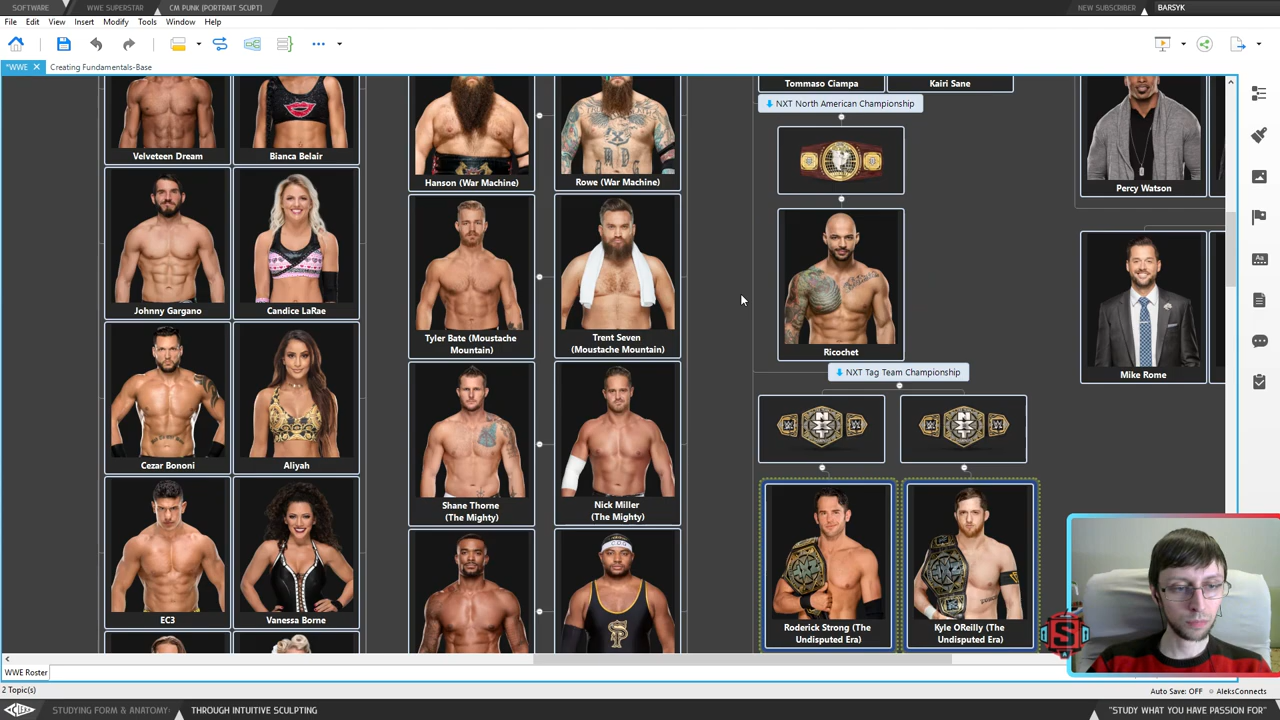 SOFTWARE
WWE SUPERSTAR
CM PUNK (PORTRAIT SCUPT)
NEW SUBSCRIBER
BARSYK
File Edit View Insert Modify Tools Window Help
*WWE
Creating Fundamentals-Base
Velveteen Dream
Bianca Belair
Hanson (War Machine)
Rowe (War Machine)
Tommaso Ciampa
Kairi Sane
NXT North American Championship
Percy Watson
Johnny Gargano
Candice LaRae
Tyler Bate (Moustache
Mountain)
Trent Seven
(Moustache Mountain)
Ricochet
NXT Tag Team Championship
Mike Rome
Cezar Bononi
Aliyah
Shane Thorne
(The Mighty)
Nick Miller
(The Mighty)
EC3
Vanessa Borne
Roderick Strong (The
Undisputed Era)
Kyle OReilly (The
Undisputed Era)
WWE Roster
2 Topic(s)
Auto Save: OFF
AleksConnects
STUDYING FORM & ANATOMY
THROUGH INTUITIVE SCULPTING
"STUDY WHAT YOU HAVE PASSION FOR"